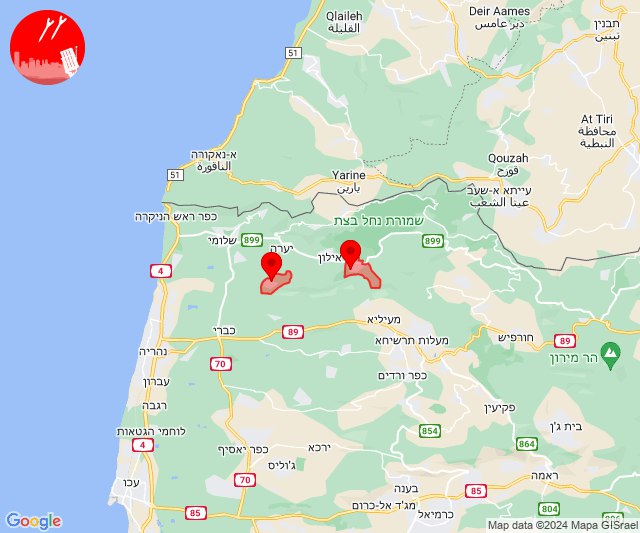 Qlaileh
القليلة
Deir Aames
دير عامس
תבנין
تبنين
51
At Tiri
محافظة
النبطية
א-נאקורה
الناقورة
51
Qouzah
قوزح
Yarine
يارين
עייתא א-שעב
عيتا الشعب
כפר ראש הניקרה
שמורת נחל בצת
שלומי
899
יערה
אילון
899
4
כברי
89
מעיליא
מעלות תרשיחא
חורפיש
89
נהריה
70
הר מירון
עברון
כפר ורדים
רגבה
פקיעין
לוחמי הגטאות
854
בית ג'ן
4
כפר יאסיף
ירכא
864
ג'וליס
ראמה
עכו
70
בענה
85
85
מג'ד אל-כרום
כרמיאל
804
804
Google
Map data ©2024 Mapa GISrael